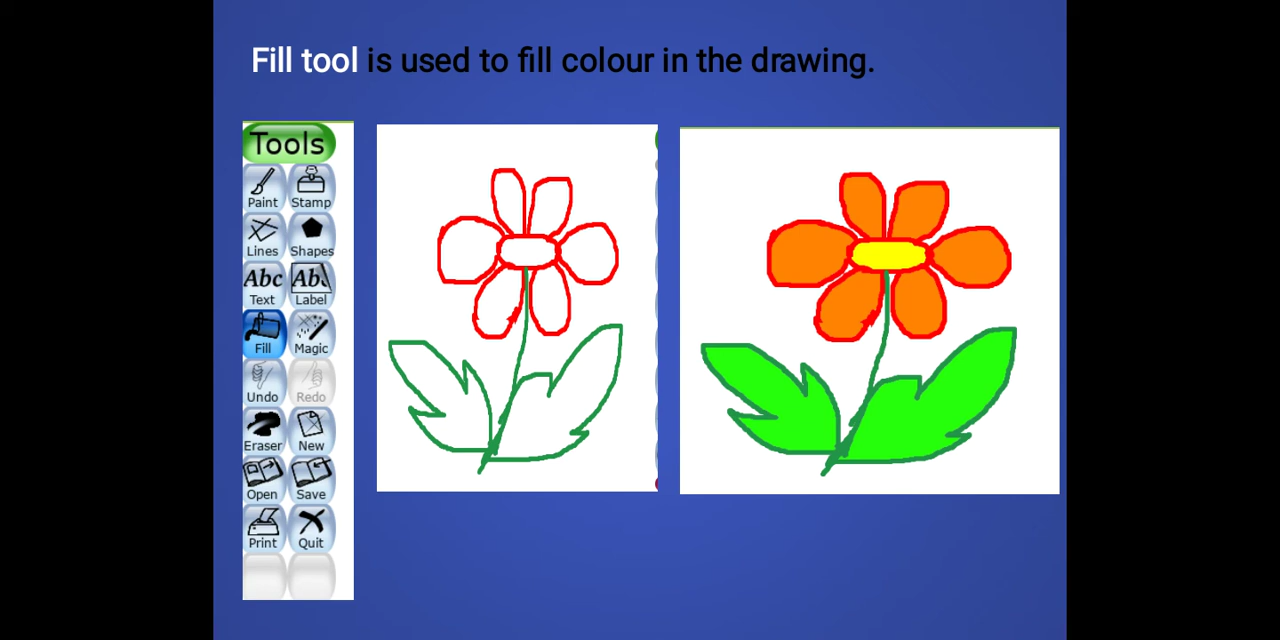 Fill tool is used to fill colour in the drawing.
Tools
Paint Stamp
Lines Shapes
Abc Abc
Text Label
Fill Magic
Undo Redo
Eraser New
Open Save
Print Quit